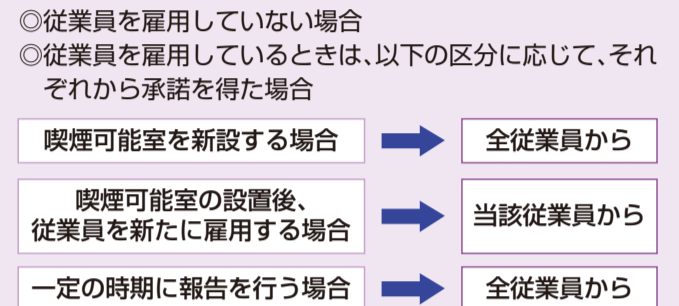 ◎従業員を雇用していない場合
◎従業員を雇用しているときは、以下の区分に応じて、それ
ぞれから承諾を得た場合
喫煙可能室を新設する場合
全従業員から
喫煙可能室の設置後、
従業員を新たに雇用する場合
当該従業員から
一定の時期に報告を行う場合
全従業員から